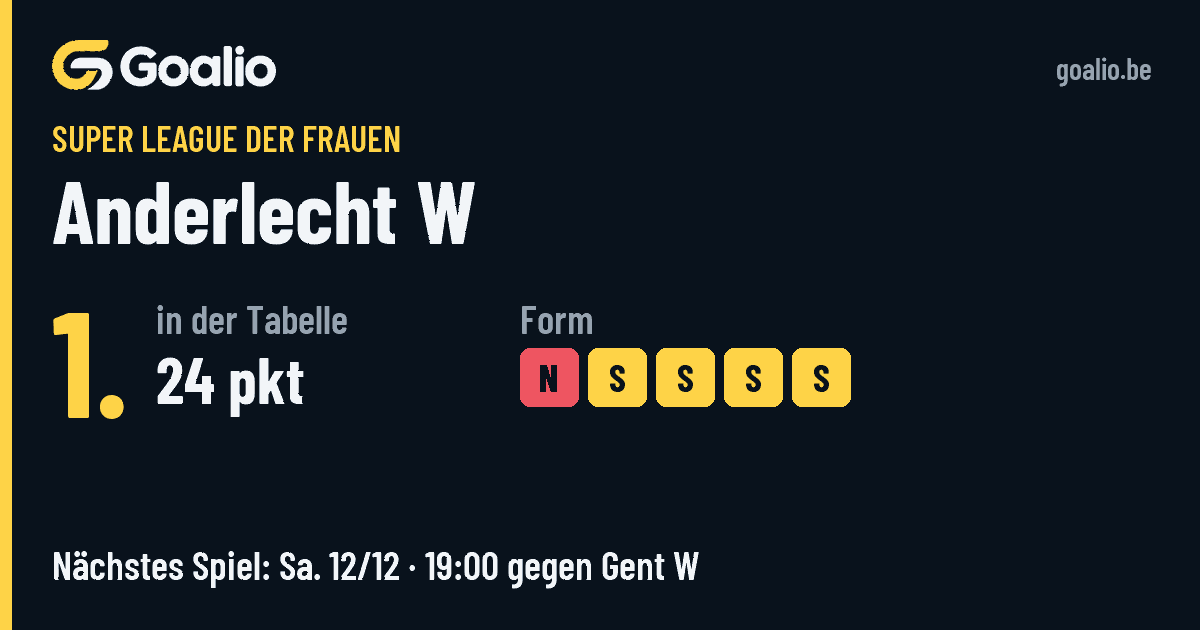 Goalio
goalio.be
SUPER LEAGUE DER FRAUEN
Anderlecht W
1.
in der Tabelle
24 pkt
Form
N S S S S
Nächstes Spiel: Sa. 12/12 · 19:00 gegen Gent W